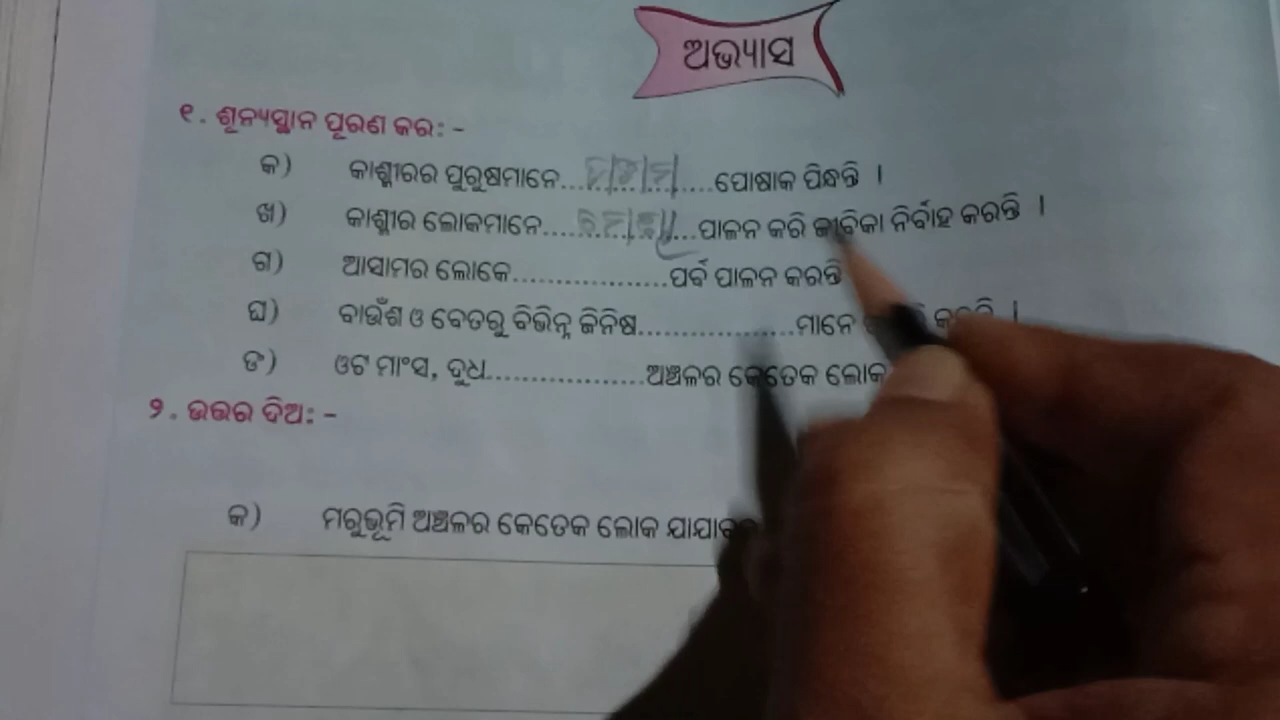 ଅଭ୍ୟାସ
୧. ଶୂନ୍ୟସ୍ଥାନ ପୂରଣ କର: -
କ) କାଶ୍ମୀରର ପୁରୁଷମାନେ.................ପୋଷାକ ପିନ୍ଧନ୍ତି ।
ଖ) କାଶ୍ମୀର ଲୋକମାନେ.................ପାଳନ କରି ଜୀବିକା ନିର୍ବାହ କରନ୍ତି ।
ଗ) ଆସାମର ଲୋକେ.................ପର୍ବ ପାଳନ କରନ୍ତି
ଘ) ବାଉଁଶ ଓ ବେତରୁ ବିଭିନ୍ନ ଜିନିଷ.................ମାନେ
ଙ) ଓଟ ମାଂସ, ଦୁଧ.................ଅଞ୍ଚଳର କେତେକ ଲୋକ
୨. ଉତ୍ତର ଦିଅ: -
କ) ମରୁଭୂମି ଅଞ୍ଚଳର କେତେକ ଲୋକ